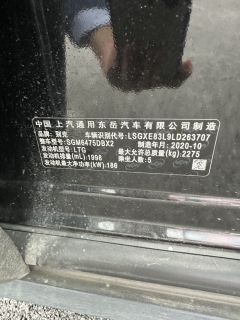 中国 上汽通用东岳汽车有限公司制造
品牌：别克 车辆识别代号：LSGXE83L9LD263707
整车型号：SGM6475DBX2 制造年月：2020-10
发动机型号：LTG 最大允许总质量(kg)：2275
发动机排量(mL)：1998 乘坐人数：5
发动机最大净功率(kW)：186